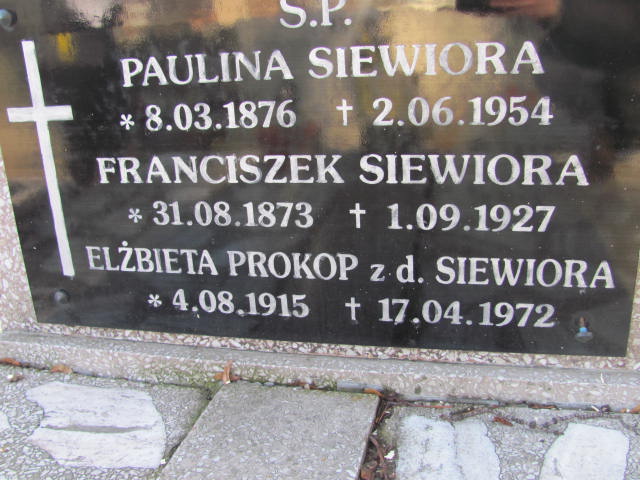 Ś.P.
PAULINA SIEWIORA
* 8.03.1876 † 2.06.1954
FRANCISZEK SIEWIORA
* 31.08.1873 † 1.09.1927
ELŻBIETA PROKOP z d. SIEWIORA
* 4.08.1915 † 17.04.1972